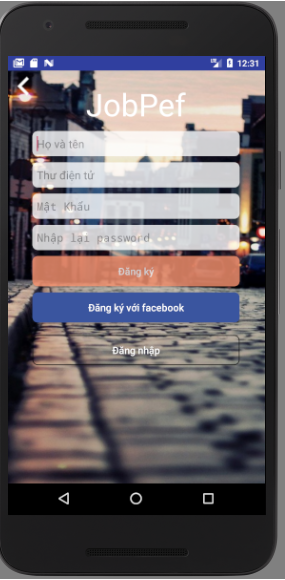 12:31
JobPef
Họ và tên
Thư điện tử
Mật Khẩu
Nhập lại password
Đăng ký
Đăng ký với facebook
Đăng nhập